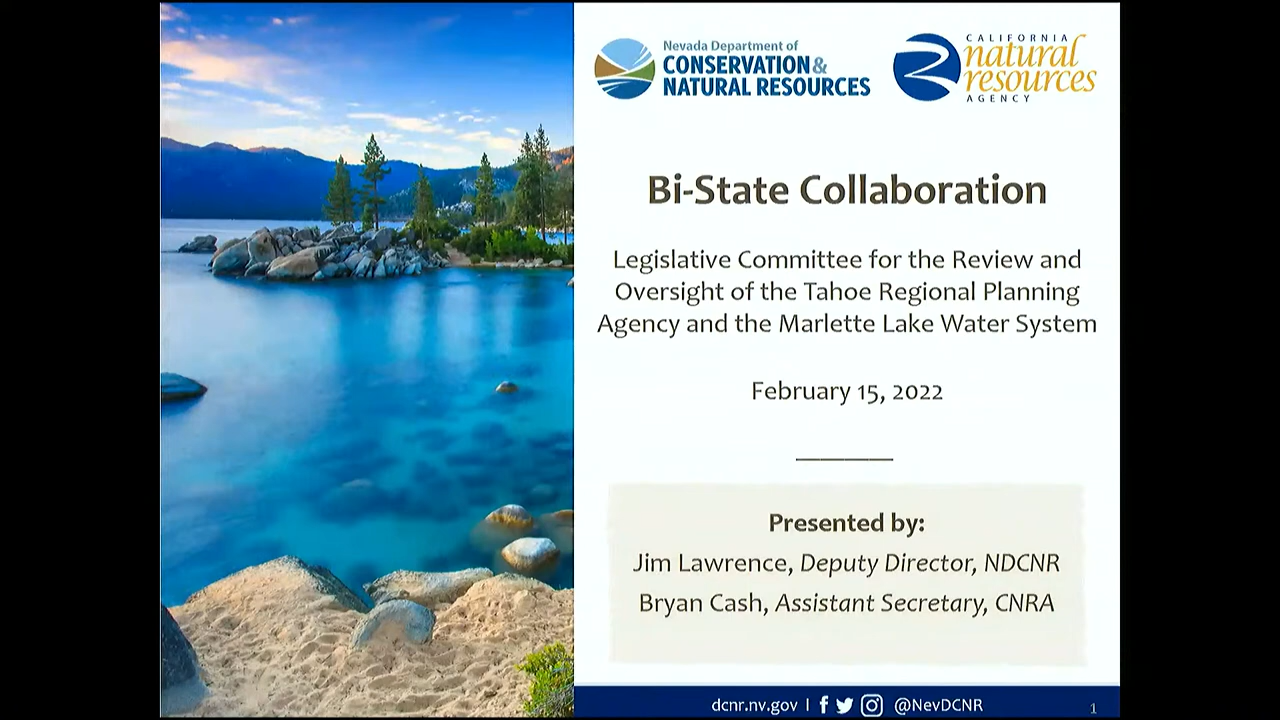 Nevada Department of
CONSERVATION &
NATURAL RESOURCES
CALIFORNIA
natural
resources
AGENCY
Bi-State Collaboration
Legislative Committee for the Review and
Oversight of the Tahoe Regional Planning
Agency and the Marlette Lake Water System
February 15, 2022
Presented by:
Jim Lawrence, Deputy Director, NDCNR
Bryan Cash, Assistant Secretary, CNRA
dcnr.nv.gov | @NevDCNR
1